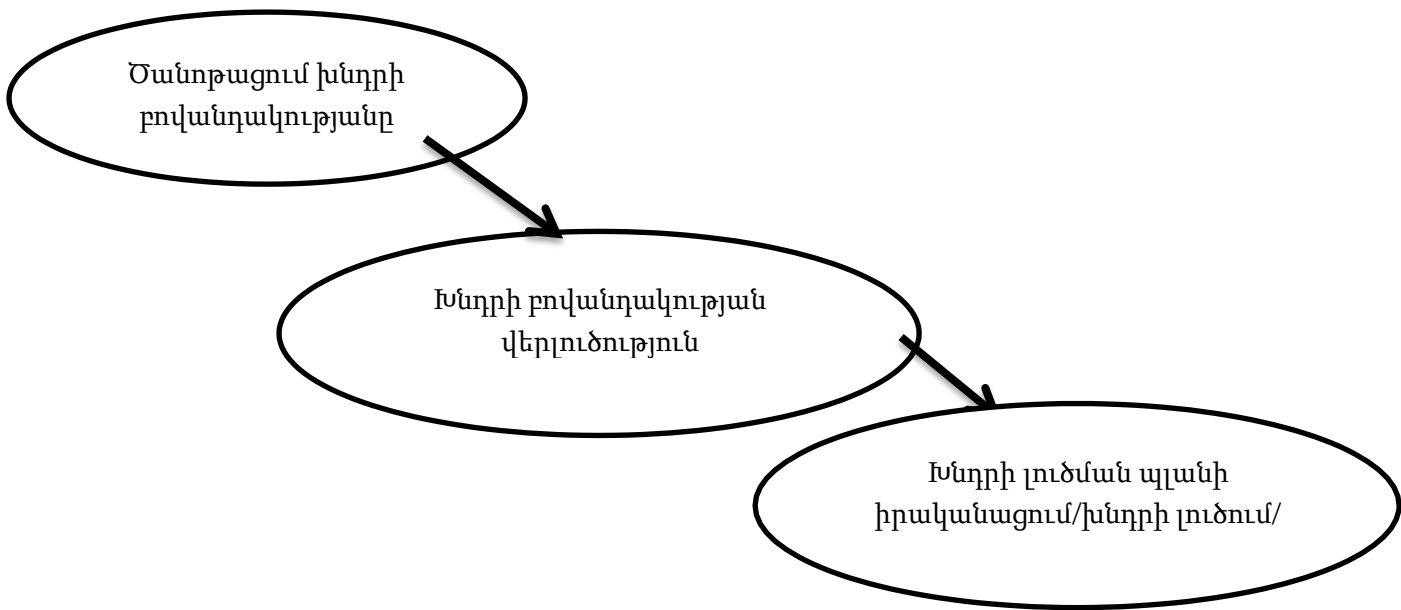 Ծանոթացում խնդրի
բովանդակությանը
Խնդրի բովանդակության
վերլուծություն
Խնդրի լուծման պլանի
իրականացում/խնդրի լուծում/